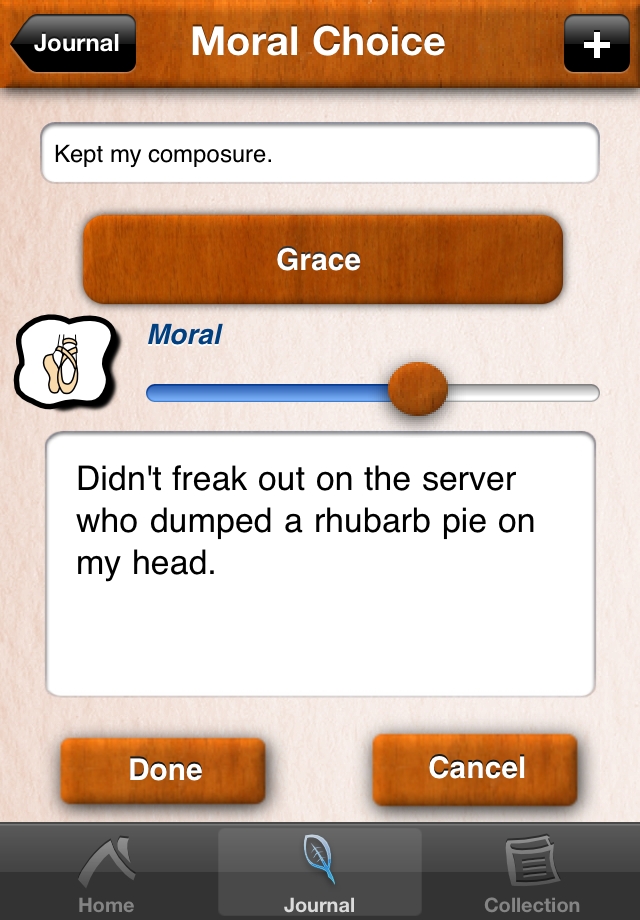 Journal
Moral Choice
+
Kept my composure.
Grace
Moral
Didn't freak out on the server
who dumped a rhubarb pie on
my head.
Done
Cancel
Home
Journal
Collection